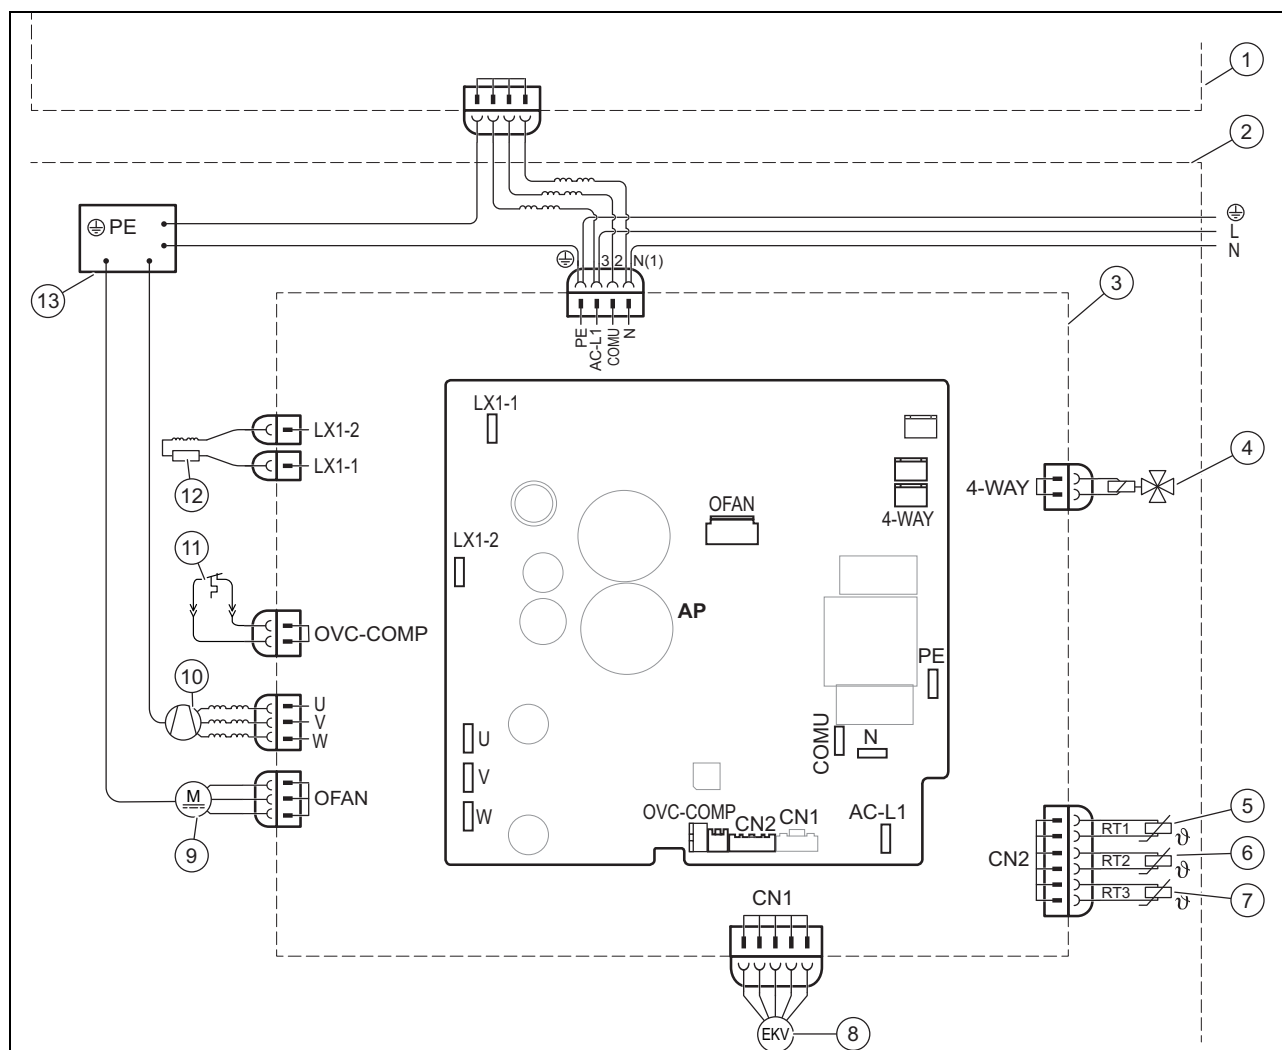 1
2
PE
L
N
3 2 N(1)
13
3
PE
AC-L1
COMU
N
LX1-1
LX1-2
LX1-1
4
12
4-WAY
OFAN
4-WAY
11
LX1-2
AP
OVC-COMP
PE
10
U
V
W
COMU
N
U
V
W
M
OFAN
9
OVC-COMP
CN2
CN1
AC-L1
5
RT1
ϑ
CN2
6
RT2
ϑ
RT3
ϑ
7
CN1
EKV
8